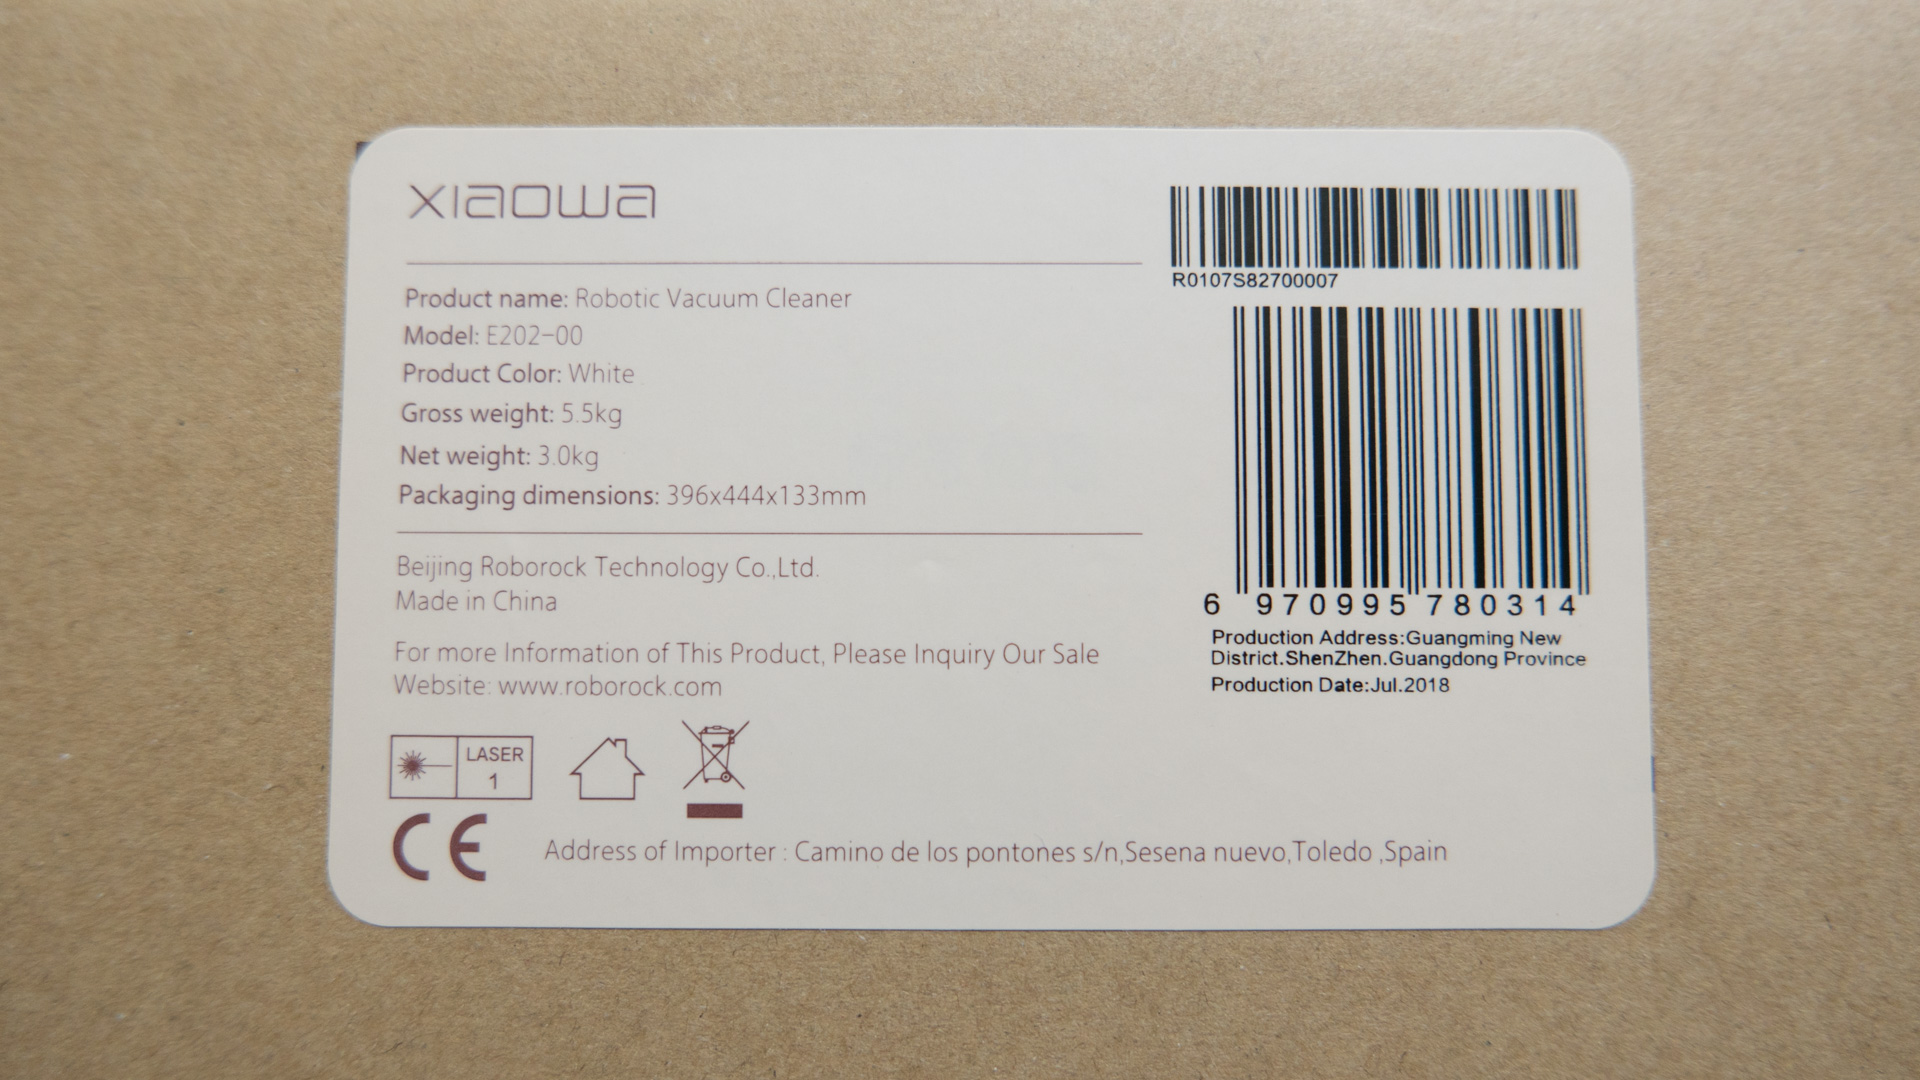 xiaowa
Product name: Robotic Vacuum Cleaner
Model: E202-00
Product Color: White
Gross weight: 5.5kg
Net weight: 3.0kg
Packaging dimensions: 396x444x133mm
Beijing Roborock Technology Co.,Ltd.
Made in China
For more Information of This Product, Please Inquiry Our Sale
Website: www.roborock.com
LASER
1
CE
Address of Importer : Camino de los pontones s/n,Sesena nuevo,Toledo ,Spain
R0107S82700007
6 970995 780314
Production Address:Guangming New
District.ShenZhen.Guangdong Province
Production Date:Jul.2018